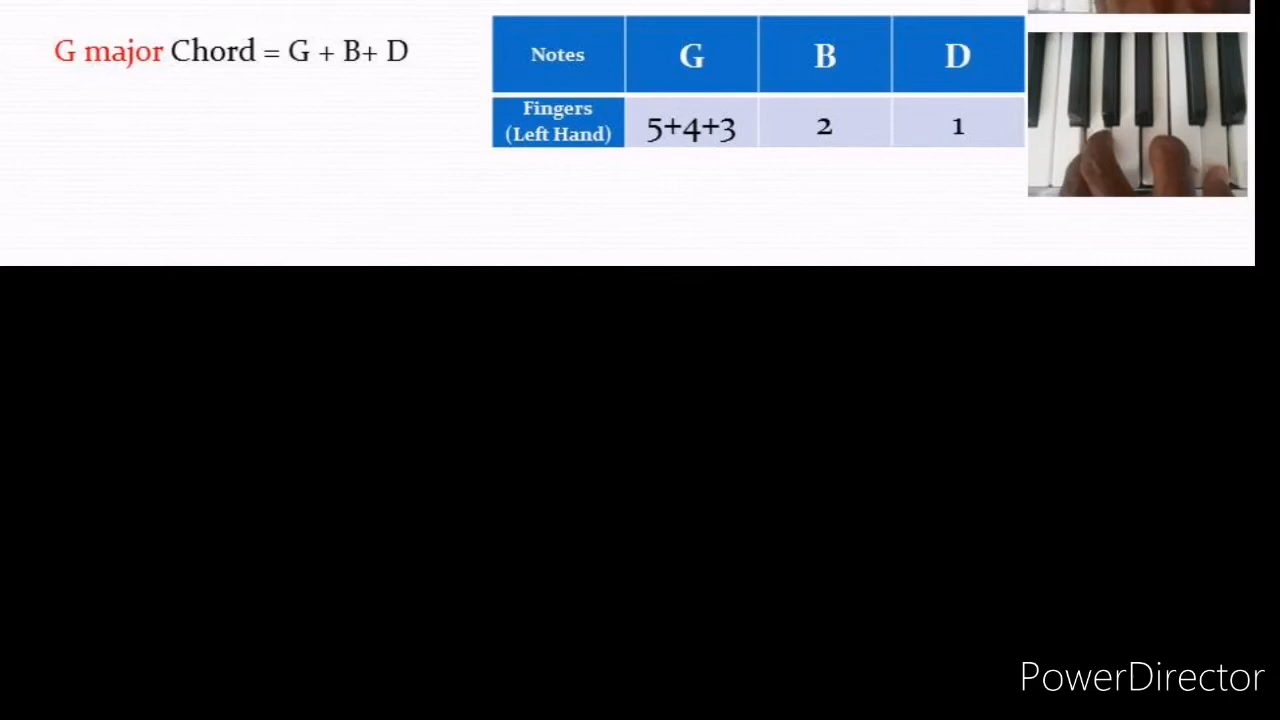 G major Chord = G + B+ D
Notes G B D
Fingers (Left Hand) 5+4+3 2 1
PowerDirector